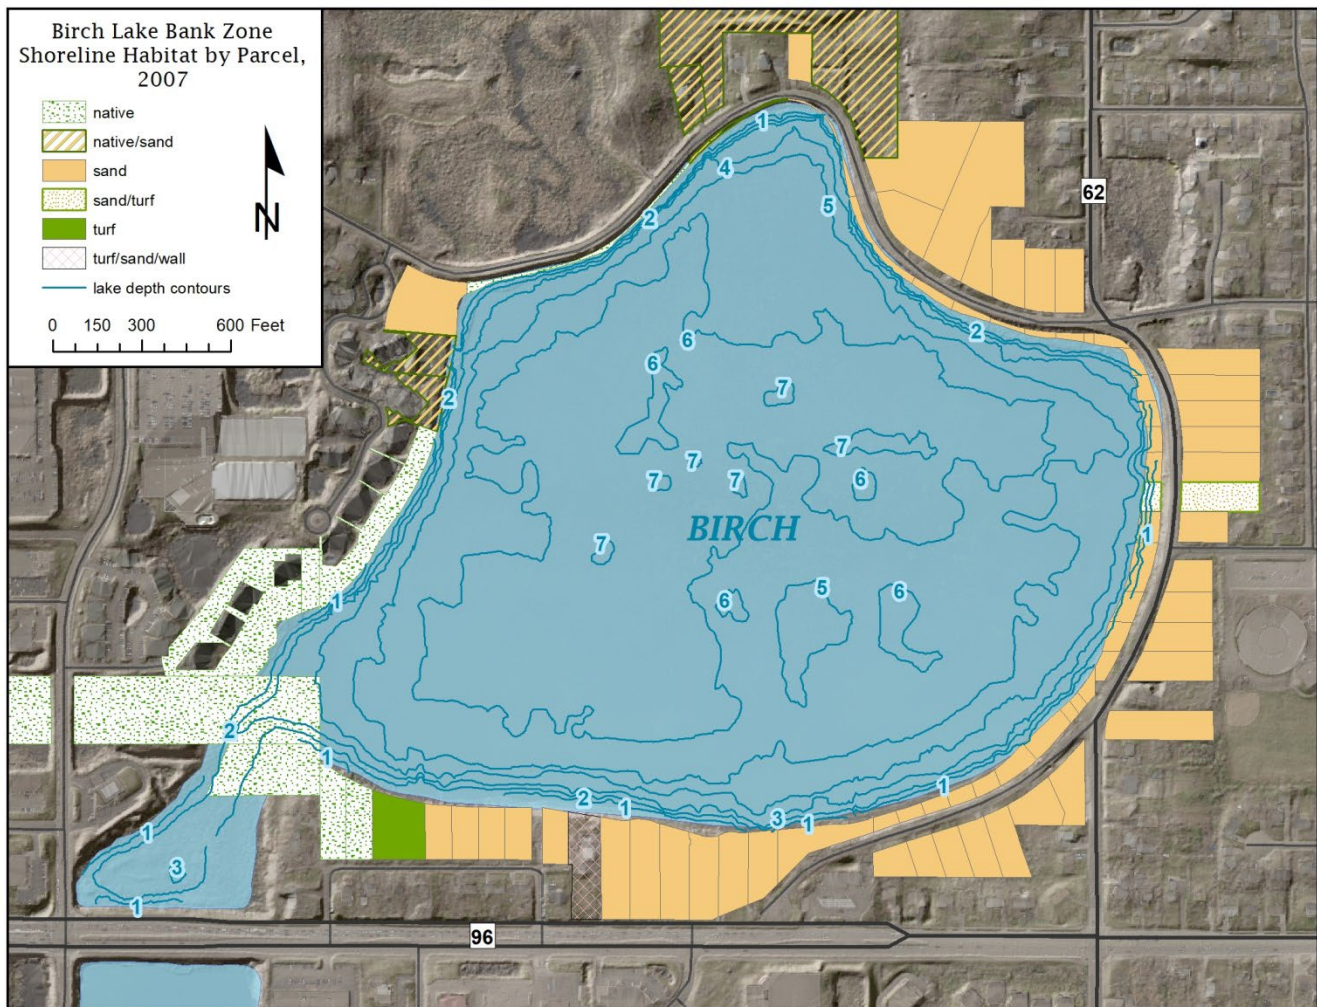 Birch Lake Bank Zone
Shoreline Habitat by Parcel,
2007
native
native/sand
sand
sand/turf
turf
turf/sand/wall
lake depth contours
N
0 150 300 600 Feet
1
4
62
2
5
2
6
6
7
2
7
7
7
7
6
BIRCH
1
7
5
6
6
1
2
1
1
2
1
3
1
1
3
1
96